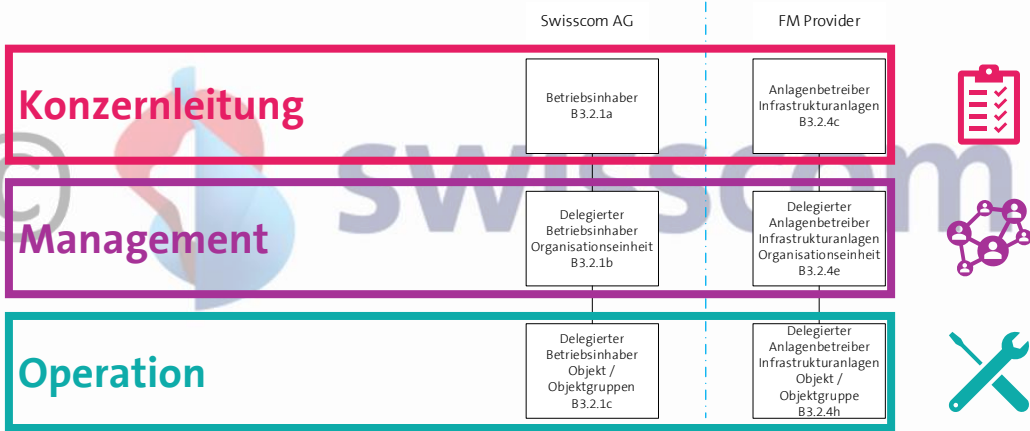 Swisscom AG
FM Provider
Konzernleitung
Betriebsinhaber
B3.2.1a
Anlagenbetreiber
Infrastrukturanlagen
B3.2.4c
© swisscom
Management
Delegierter
Betriebsinhaber
Organisationseinheit
B3.2.1b
Delegierter
Anlagenbetreiber
Infrastrukturanlagen
Organisationseinheit
B3.2.4e
Operation
Delegierter
Betriebsinhaber
Objekt /
Objektgruppen
B3.2.1c
Delegierter
Anlagenbetreiber
Infrastrukturanlagen
Objekt /
Objektgruppe
B3.2.4h